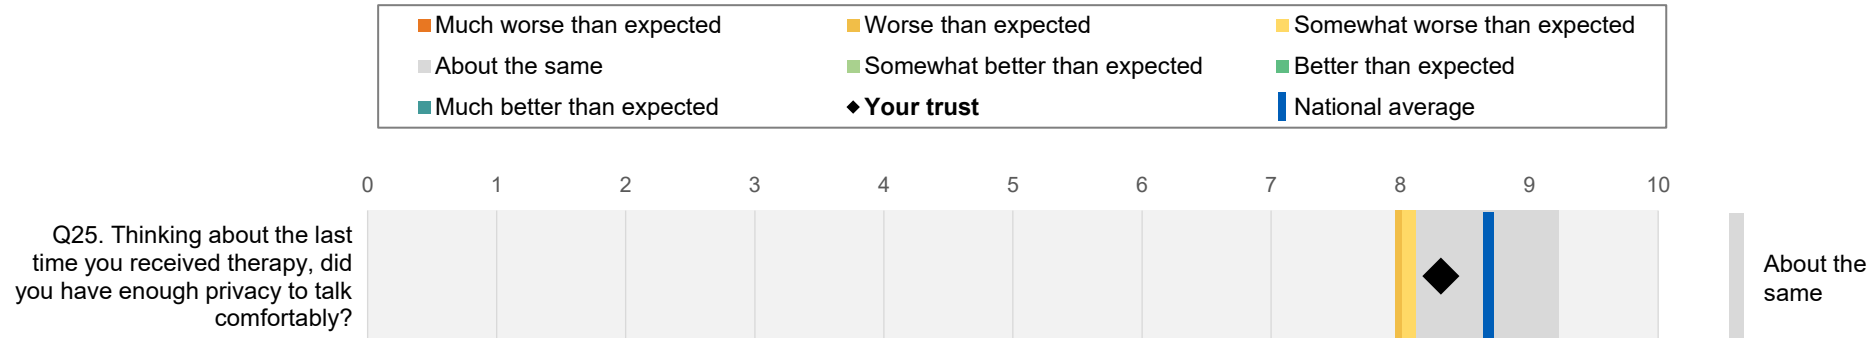 Much worse than expected
Worse than expected
Somewhat worse than expected
About the same
Somewhat better than expected
Better than expected
Much better than expected
Your trust
National average
0 1 2 3 4 5 6 7 8 9 10
Q25. Thinking about the last
time you received therapy, did
you have enough privacy to talk
comfortably?
About the
same